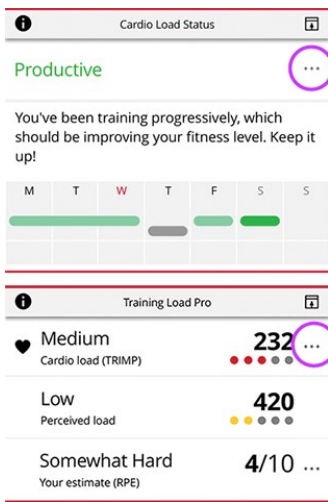 Cardio Load Status
Productive
...
You've been training progressively, which
should be improving your fitness level. Keep it
up!
M T W T F S S
Training Load Pro
Medium 232 ...
Cardio load (TRIMP)
Low 420
Perceived load
Somewhat Hard 4/10 ...
Your estimate (RPE)